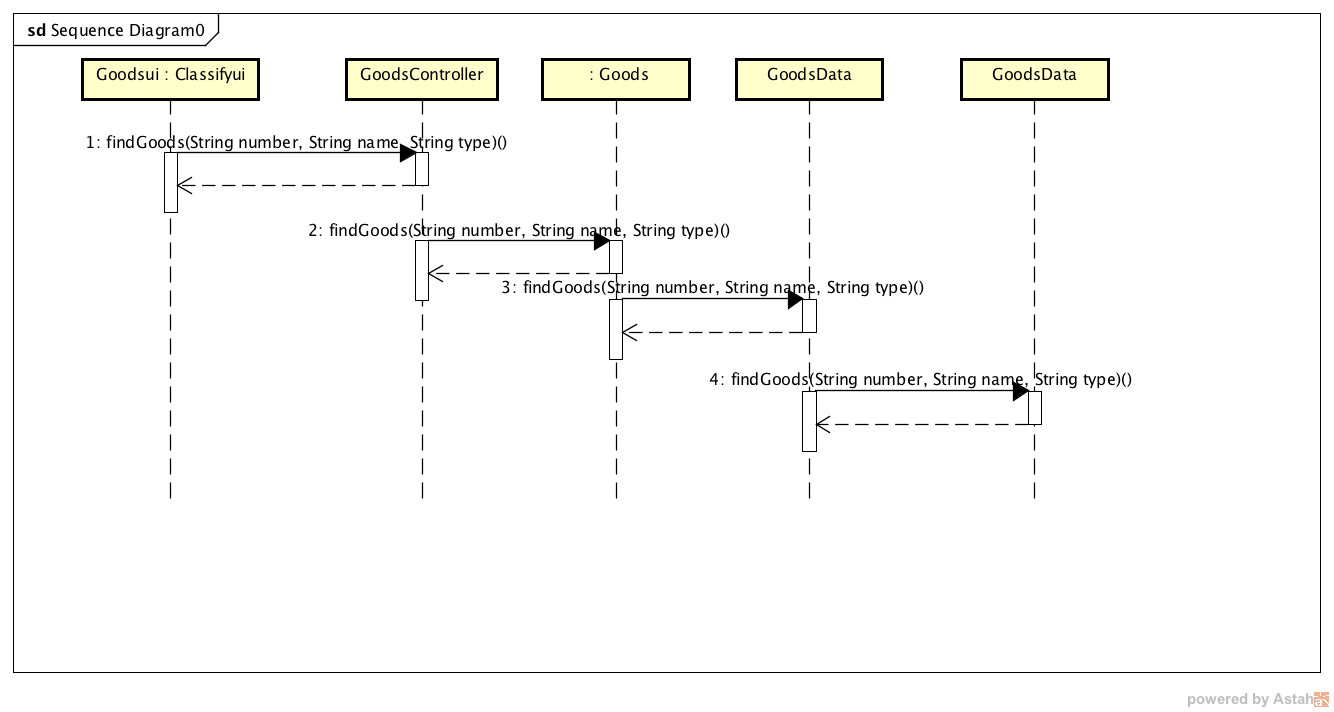 sd Sequence Diagram0
Goodsui : Classifyui
GoodsController
: Goods
GoodsData
GoodsData
1: findGoods(String number, String name, String type)()
2: findGoods(String number, String name, String type)()
3: findGoods(String number, String name, String type)()
4: findGoods(String number, String name, String type)()
powered by Astah